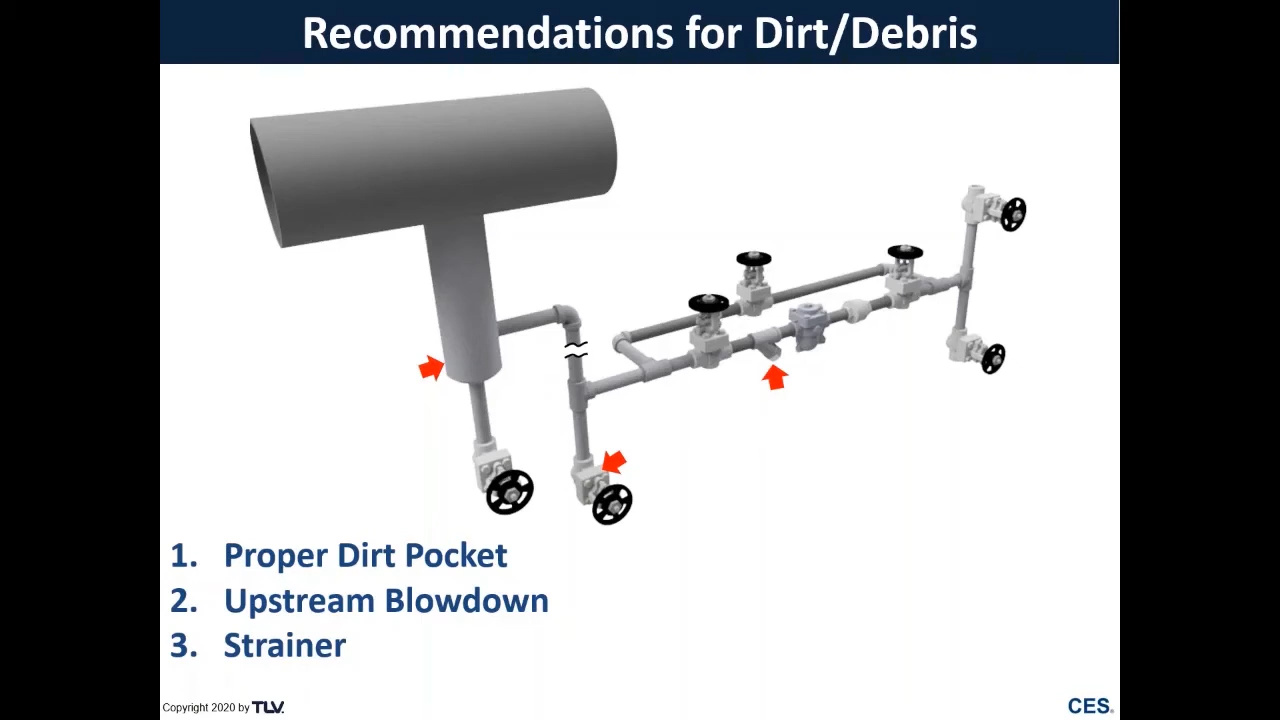 Recommendations for Dirt/Debris
1. Proper Dirt Pocket
2. Upstream Blowdown
3. Strainer
Copyright 2020 by TLV.
CES®